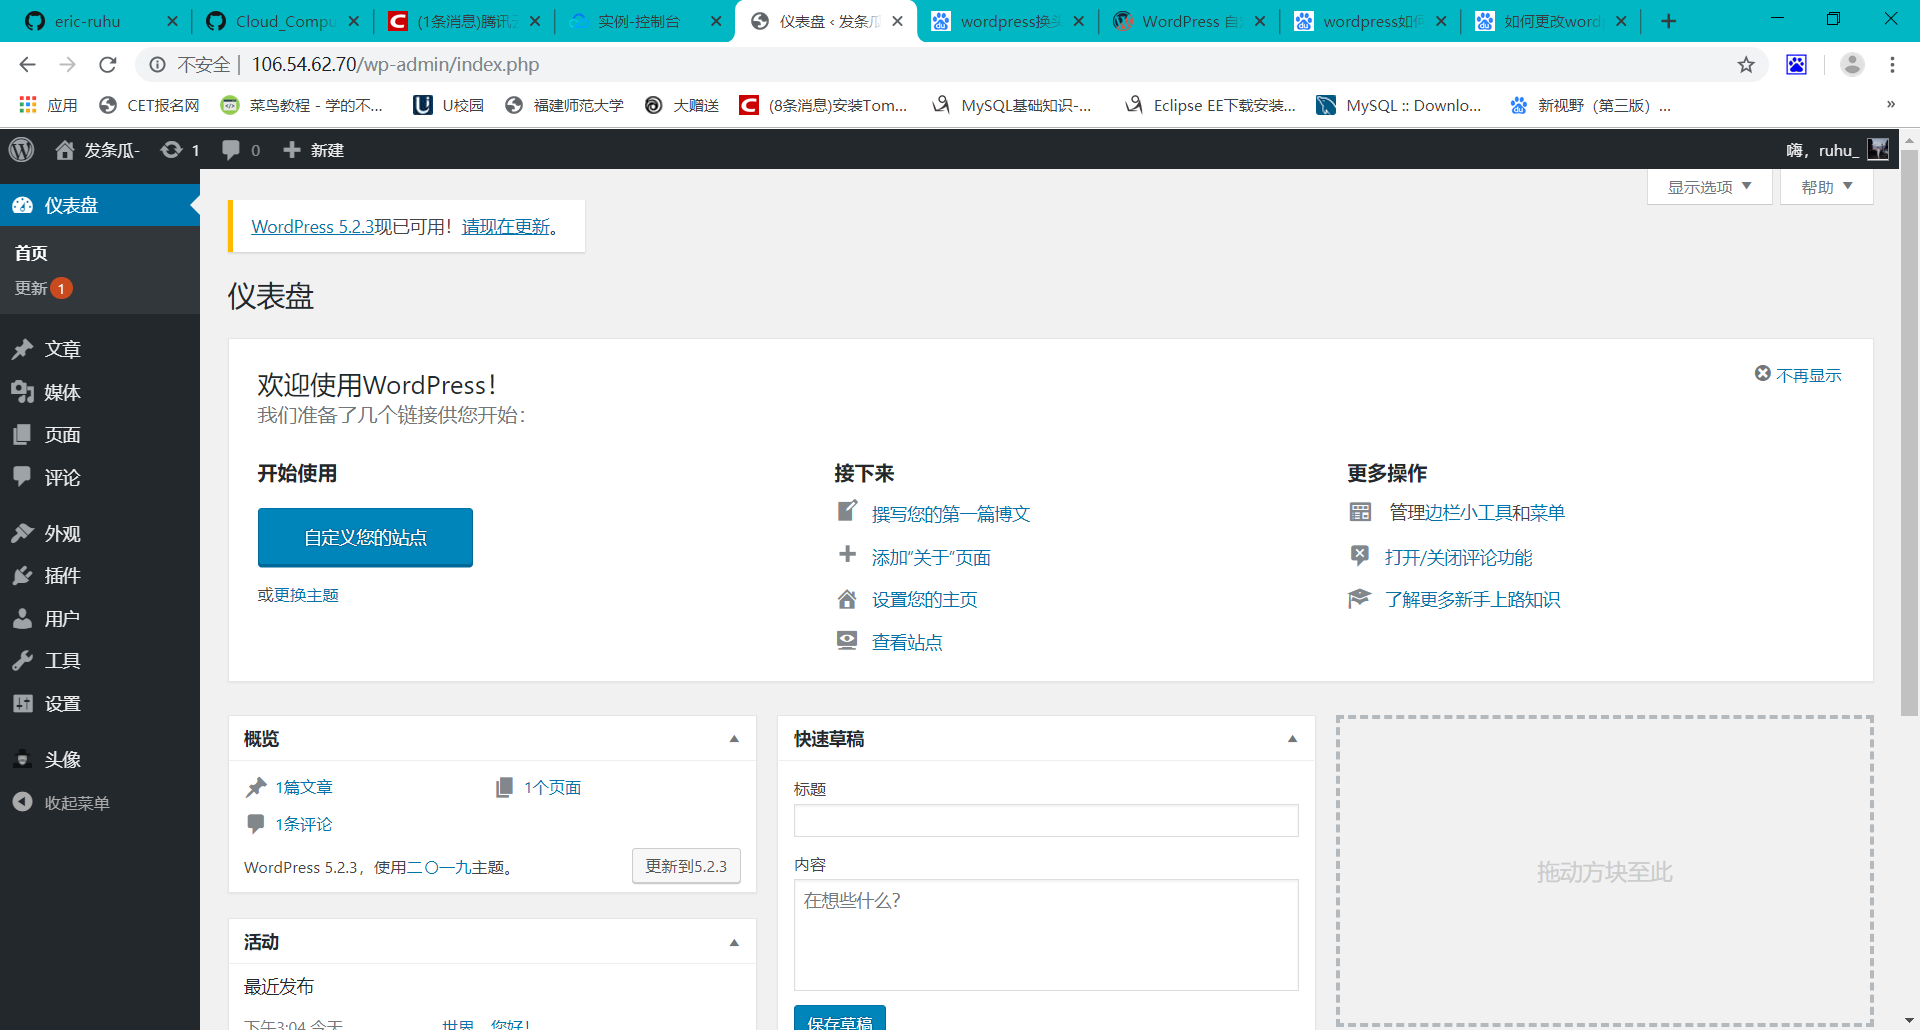 eric-ruhu
Cloud_Compu
(1条消息)腾讯云
实例-控制台
仪表盘 ‹ 发条瓜
wordpress换头
WordPress 自定
wordpress如何
如何更改word
不安全 | 106.54.62.70/wp-admin/index.php
应用
CET报名网
菜鸟教程 - 学的不...
U校园
福建师范大学
大赠送
(8条消息)安装Tom...
MySQL基础知识-...
Eclipse EE下载安装...
MySQL :: Downlo...
新视野（第三版）...
»
发条瓜-
1
0
新建
嗨，ruhu_
仪表盘
首页
更新 1
文章
媒体
页面
评论
外观
插件
用户
工具
设置
头像
收起菜单
显示选项
帮助
WordPress 5.2.3现已可用！请现在更新。
仪表盘
欢迎使用WordPress！
我们准备了几个链接供您开始：
不再显示
开始使用
自定义您的站点
或更换主题
接下来
撰写您的第一篇博文
添加“关于”页面
设置您的主页
查看站点
更多操作
管理边栏小工具和菜单
打开/关闭评论功能
了解更多新手上路知识
概览
1篇文章
1个页面
1条评论
WordPress 5.2.3，使用二〇一九主题。
更新到5.2.3
活动
最近发布
下午3:04 今天
世界，您好！
快速草稿
标题
内容
在想些什么？
保存草稿
拖动方块至此